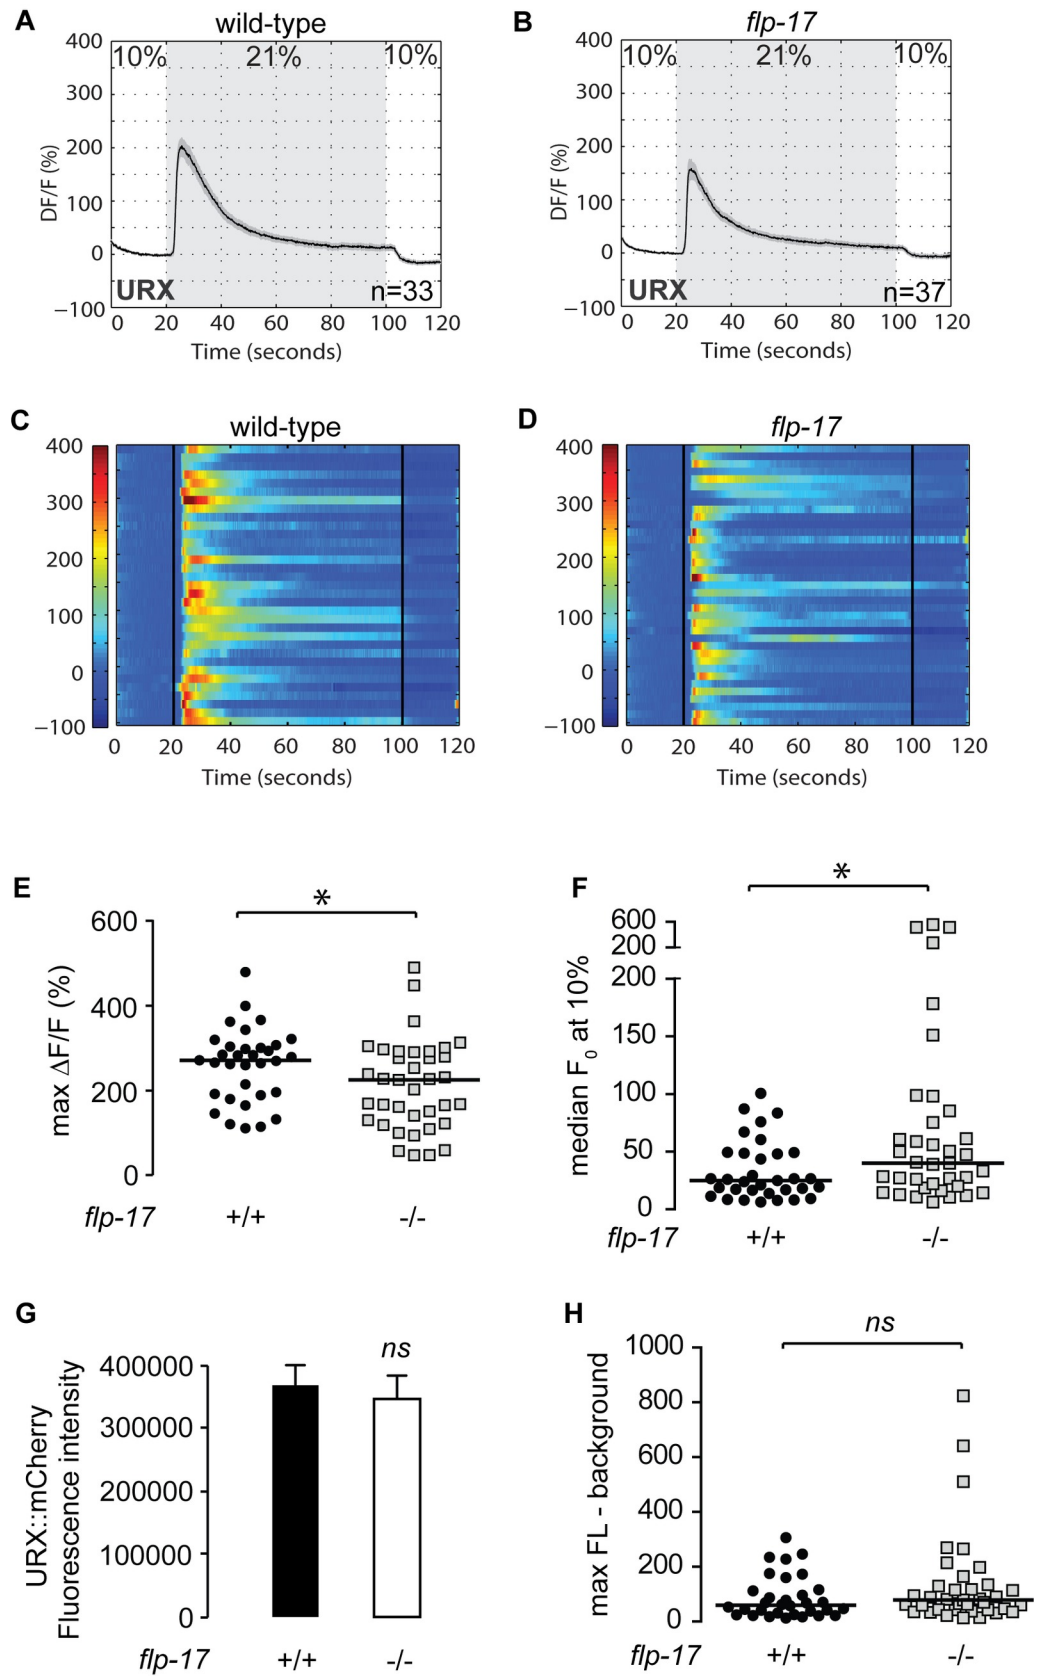 A
wild-type
400
300
200
100
0
−100
DF/F (%)
10%
21%
10%
URX
n=33
0 20 40 60 80 100 120
Time (seconds)
B
flp-17
400
300
200
100
0
−100
DF/F (%)
10%
21%
10%
URX
n=37
0 20 40 60 80 100 120
Time (seconds)
C
wild-type
400
300
200
100
0
−100
0 20 40 60 80 100 120
Time (seconds)
D
flp-17
400
300
200
100
0
−100
0 20 40 60 80 100 120
Time (seconds)
E
*
600
400
200
0
max ΔF/F (%)
flp-17 +/+ -/-
F
*
600
200
200
150
100
50
0
median F0 at 10%
flp-17 +/+ -/-
G
ns
400000
300000
200000
100000
0
URX::mCherry
Fluorescence intensity
flp-17 +/+ -/-
H
ns
1000
800
600
400
200
0
max FL - background
flp-17 +/+ -/-